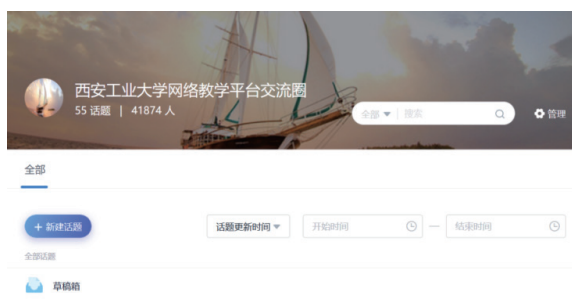 西安工业大学网络教学平台交流圈
55 话题 | 41874 人
全部 搜索 管理
全部
+ 新建话题 话题更新时间 开始时间 — 结束时间
全部话题
草稿箱